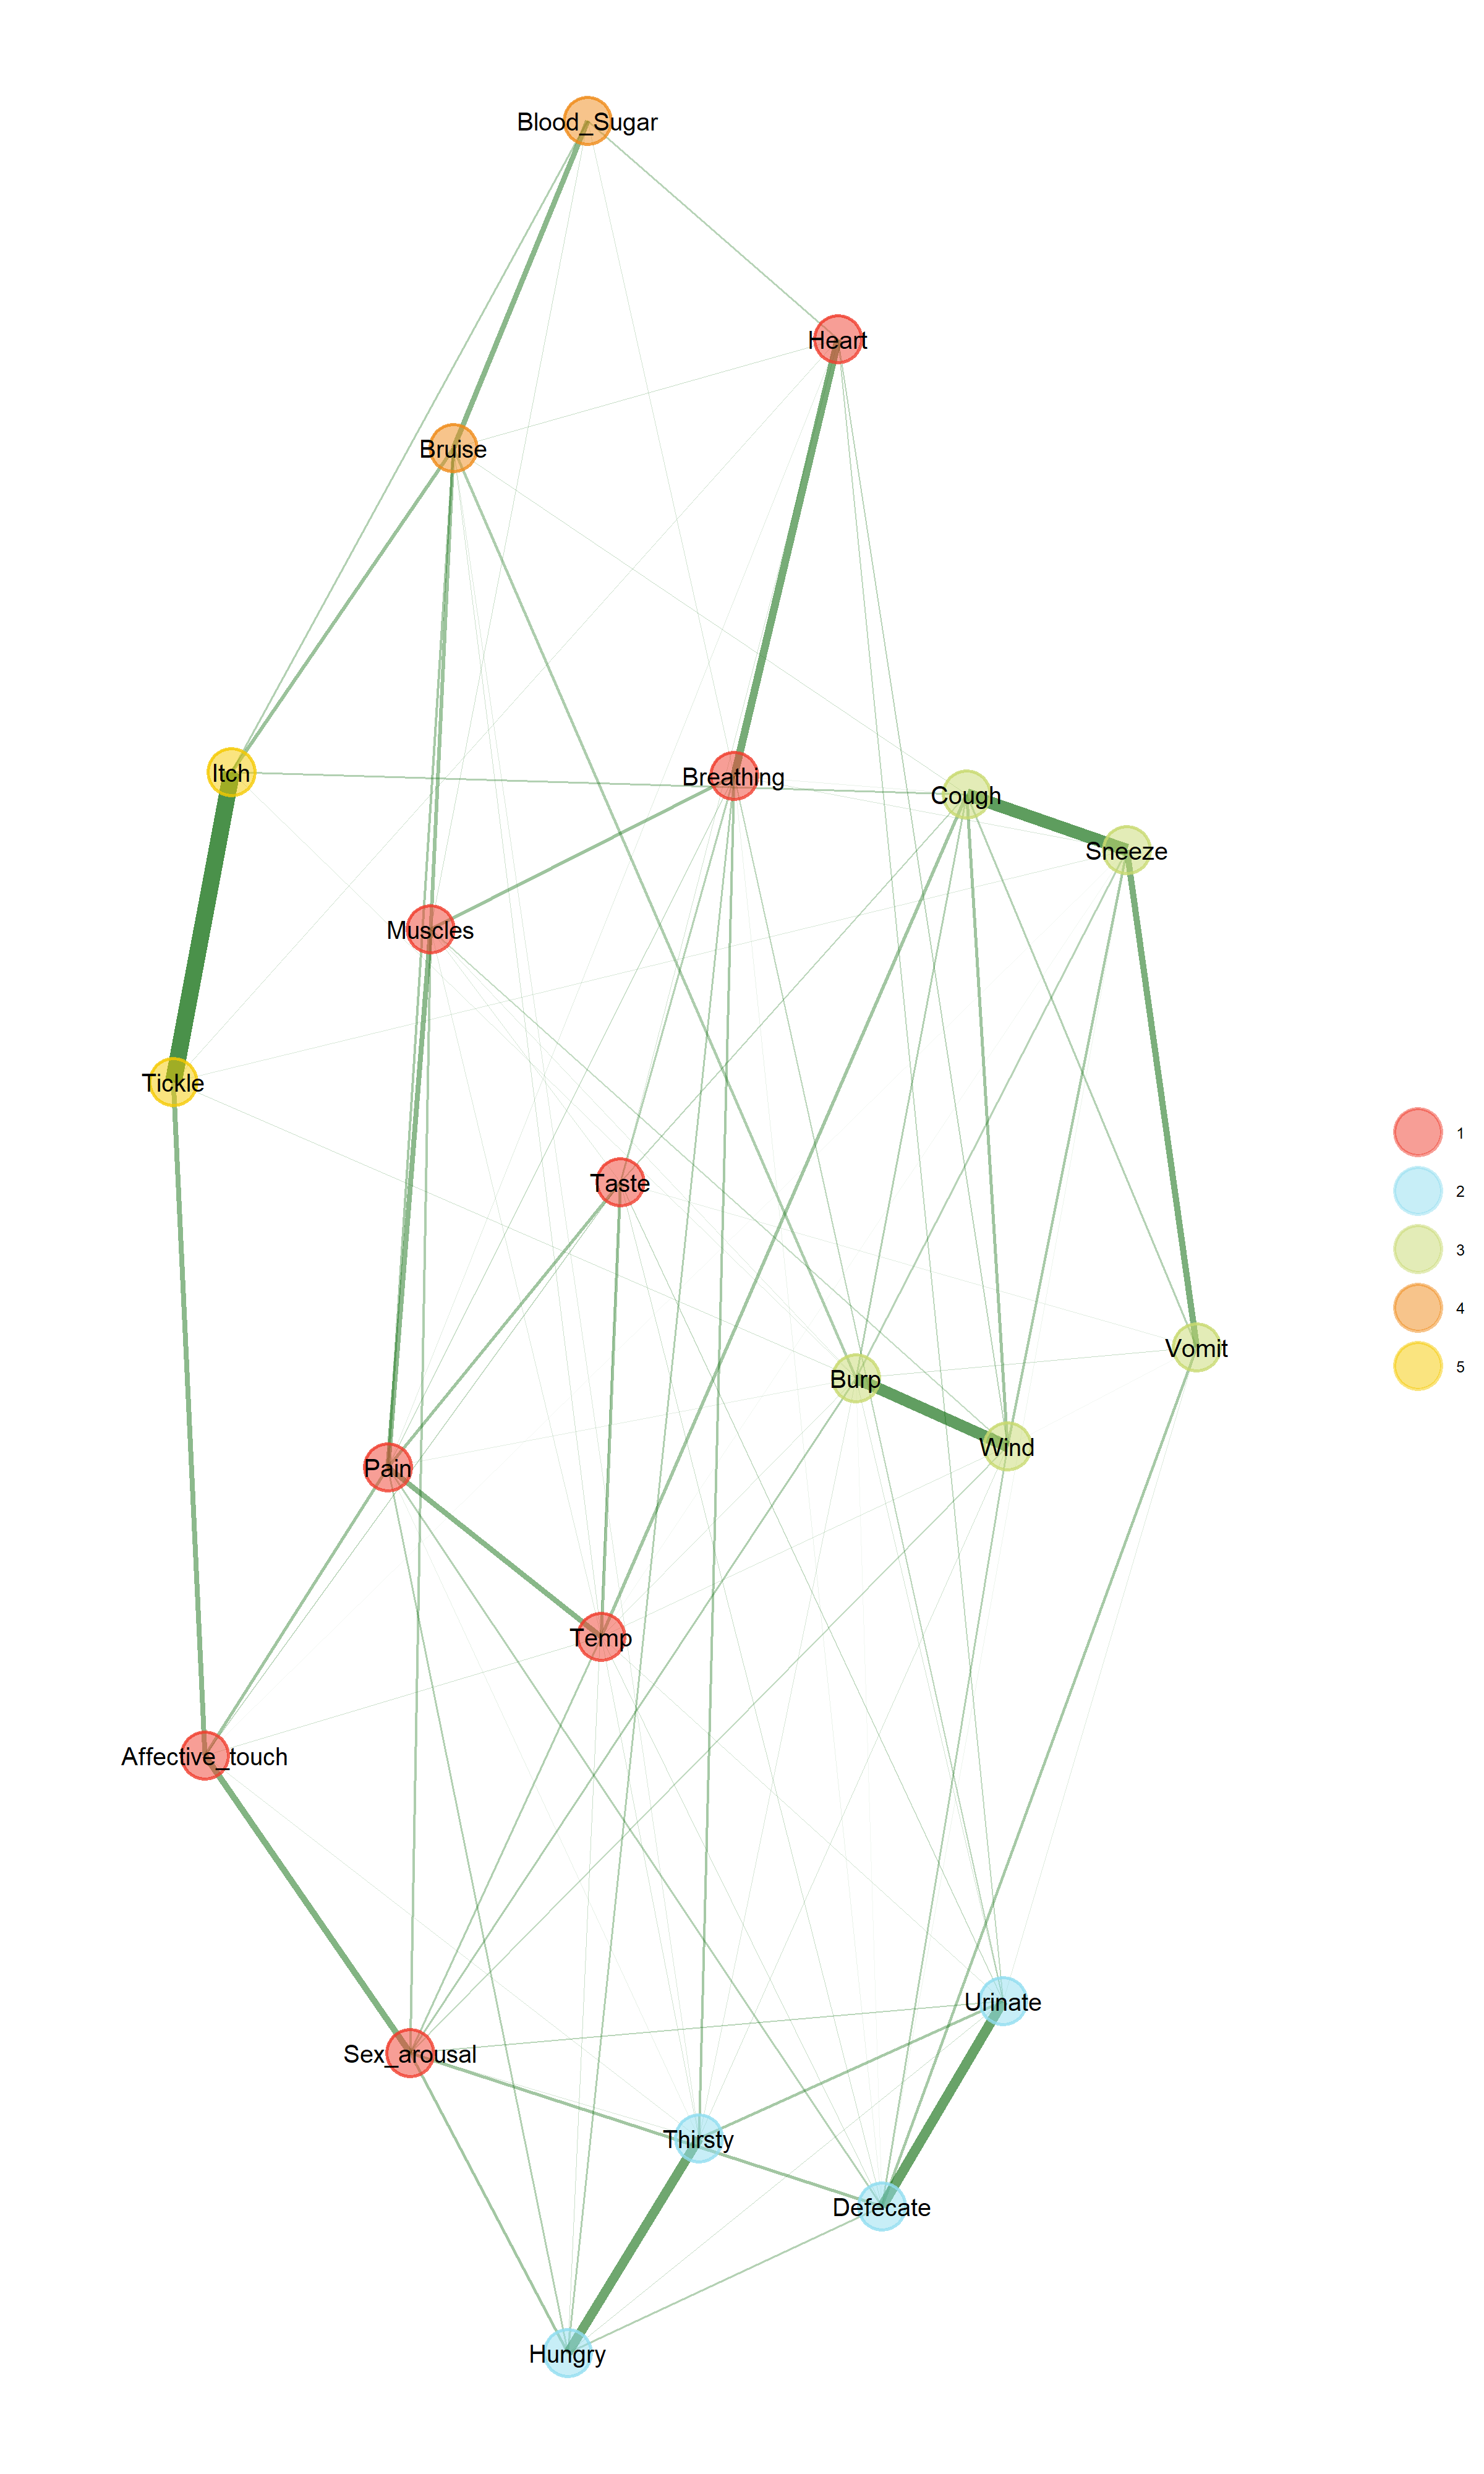 Blood_Sugar
Heart
Bruise
Itch
Breathing
Cough
Sneeze
Muscles
Tickle
1
Taste
2
3
4
Vomit
5
Burp
Wind
Pain
Temp
Affective_touch
Urinate
Sex_arousal
Thirsty
Defecate
Hungry